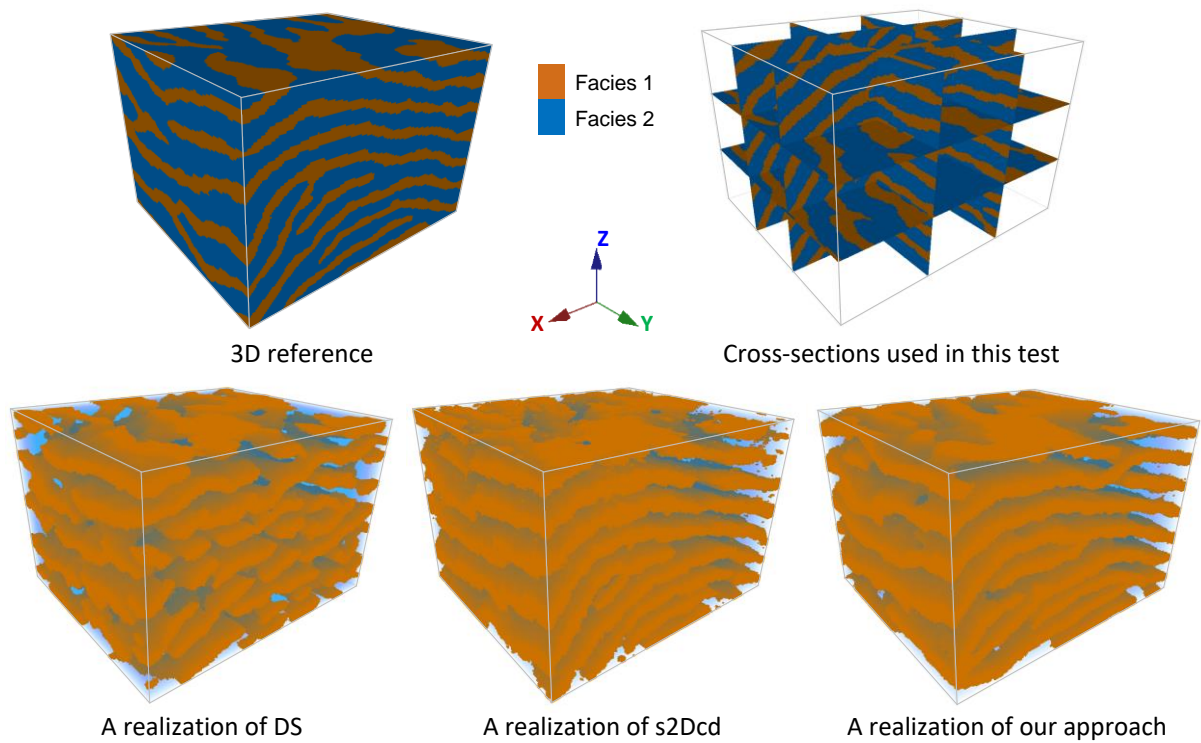 Facies 1
Facies 2
Z
X
Y
3D reference
Cross-sections used in this test
A realization of DS
A realization of s2Dcd
A realization of our approach